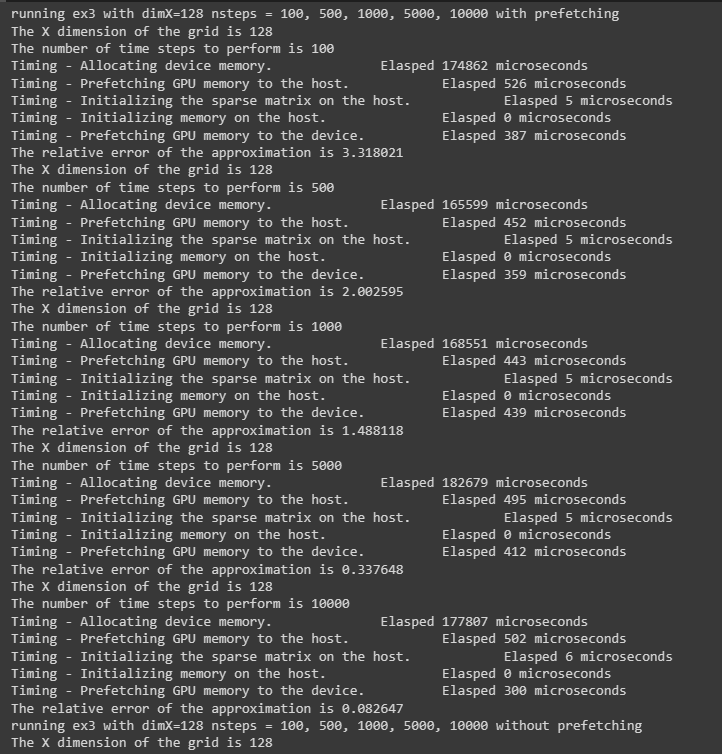 running ex3 with dimX=128 nsteps = 100, 500, 1000, 5000, 10000 with prefetching
The X dimension of the grid is 128
The number of time steps to perform is 100
Timing - Allocating device memory. Elasped 174862 microseconds
Timing - Prefetching GPU memory to the host. Elasped 526 microseconds
Timing - Initializing the sparse matrix on the host. Elasped 5 microseconds
Timing - Initializing memory on the host. Elasped 0 microseconds
Timing - Prefetching GPU memory to the device. Elasped 387 microseconds
The relative error of the approximation is 3.318021
The X dimension of the grid is 128
The number of time steps to perform is 500
Timing - Allocating device memory. Elasped 165599 microseconds
Timing - Prefetching GPU memory to the host. Elasped 452 microseconds
Timing - Initializing the sparse matrix on the host. Elasped 5 microseconds
Timing - Initializing memory on the host. Elasped 0 microseconds
Timing - Prefetching GPU memory to the device. Elasped 359 microseconds
The relative error of the approximation is 2.002595
The X dimension of the grid is 128
The number of time steps to perform is 1000
Timing - Allocating device memory. Elasped 168551 microseconds
Timing - Prefetching GPU memory to the host. Elasped 443 microseconds
Timing - Initializing the sparse matrix on the host. Elasped 5 microseconds
Timing - Initializing memory on the host. Elasped 0 microseconds
Timing - Prefetching GPU memory to the device. Elasped 439 microseconds
The relative error of the approximation is 1.488118
The X dimension of the grid is 128
The number of time steps to perform is 5000
Timing - Allocating device memory. Elasped 182679 microseconds
Timing - Prefetching GPU memory to the host. Elasped 495 microseconds
Timing - Initializing the sparse matrix on the host. Elasped 5 microseconds
Timing - Initializing memory on the host. Elasped 0 microseconds
Timing - Prefetching GPU memory to the device. Elasped 412 microseconds
The relative error of the approximation is 0.337648
The X dimension of the grid is 128
The number of time steps to perform is 10000
Timing - Allocating device memory. Elasped 177807 microseconds
Timing - Prefetching GPU memory to the host. Elasped 502 microseconds
Timing - Initializing the sparse matrix on the host. Elasped 6 microseconds
Timing - Initializing memory on the host. Elasped 0 microseconds
Timing - Prefetching GPU memory to the device. Elasped 300 microseconds
The relative error of the approximation is 0.082647
running ex3 with dimX=128 nsteps = 100, 500, 1000, 5000, 10000 without prefetching
The X dimension of the grid is 128